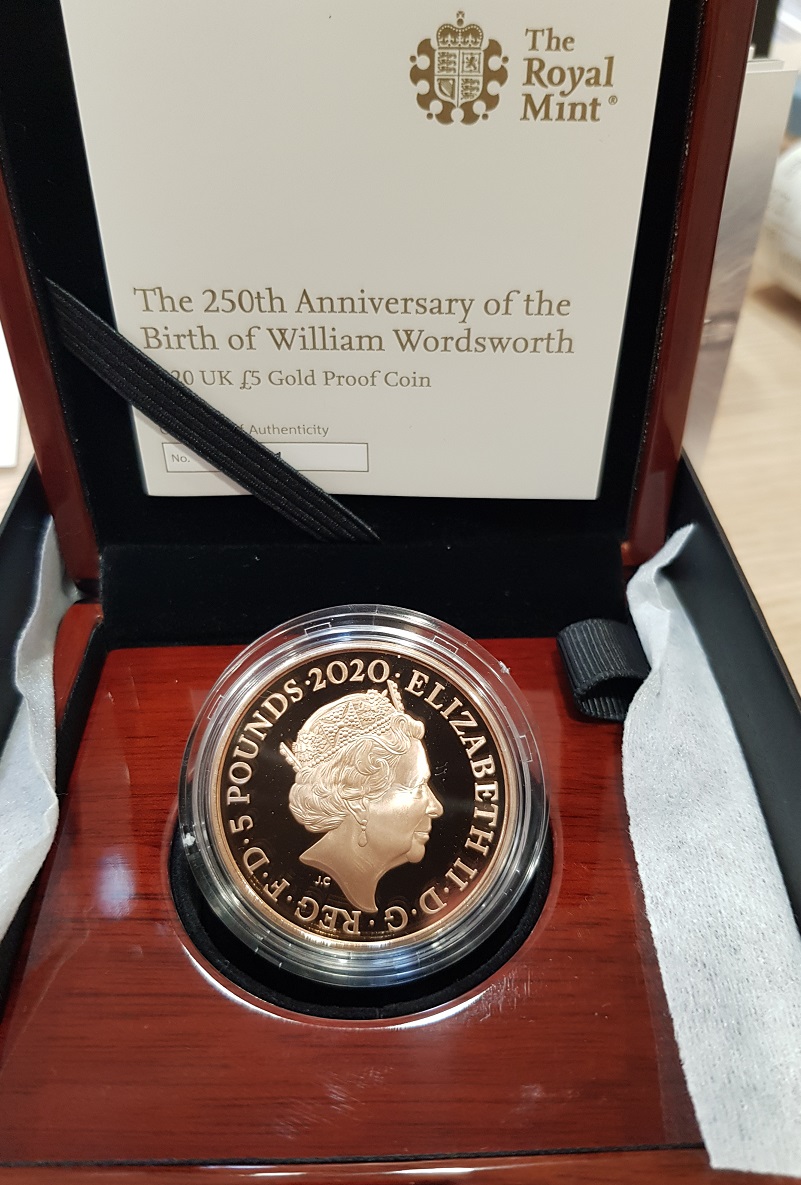 The
Royal
Mint®
The 250th Anniversary of the
Birth of William Wordsworth
20 UK £5 Gold Proof Coin
Authenticity
No.
ELIZABETH II·D·G·REG·F·D·5 POUNDS·2020·
J.C